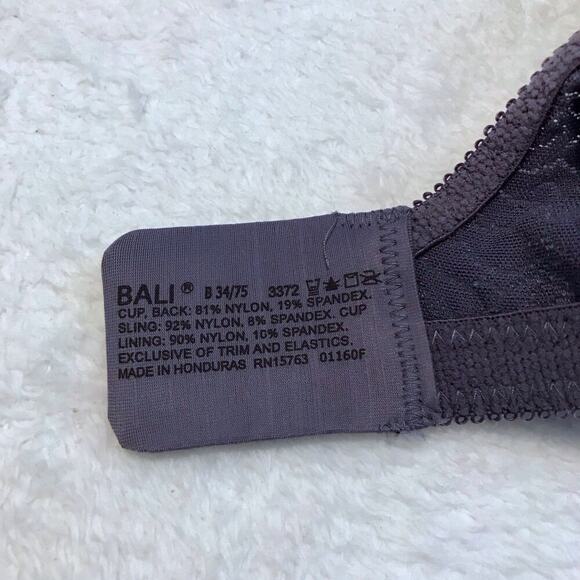 BALI® B 34/75 3372
CUP, BACK: 81% NYLON, 19% SPANDEX.
SLING: 92% NYLON, 8% SPANDEX. CUP
LINING: 90% NYLON, 10% SPANDEX.
EXCLUSIVE OF TRIM AND ELASTICS.
MADE IN HONDURAS RN15763 01160F